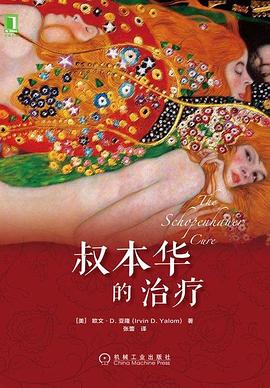 The
Schopenhauer
Cure
叔本华
的治疗
[美] 欧文·D. 亚隆 (Irvin D. Yalom) 著
张蕾 译
机械工业出版社
China Machine Press